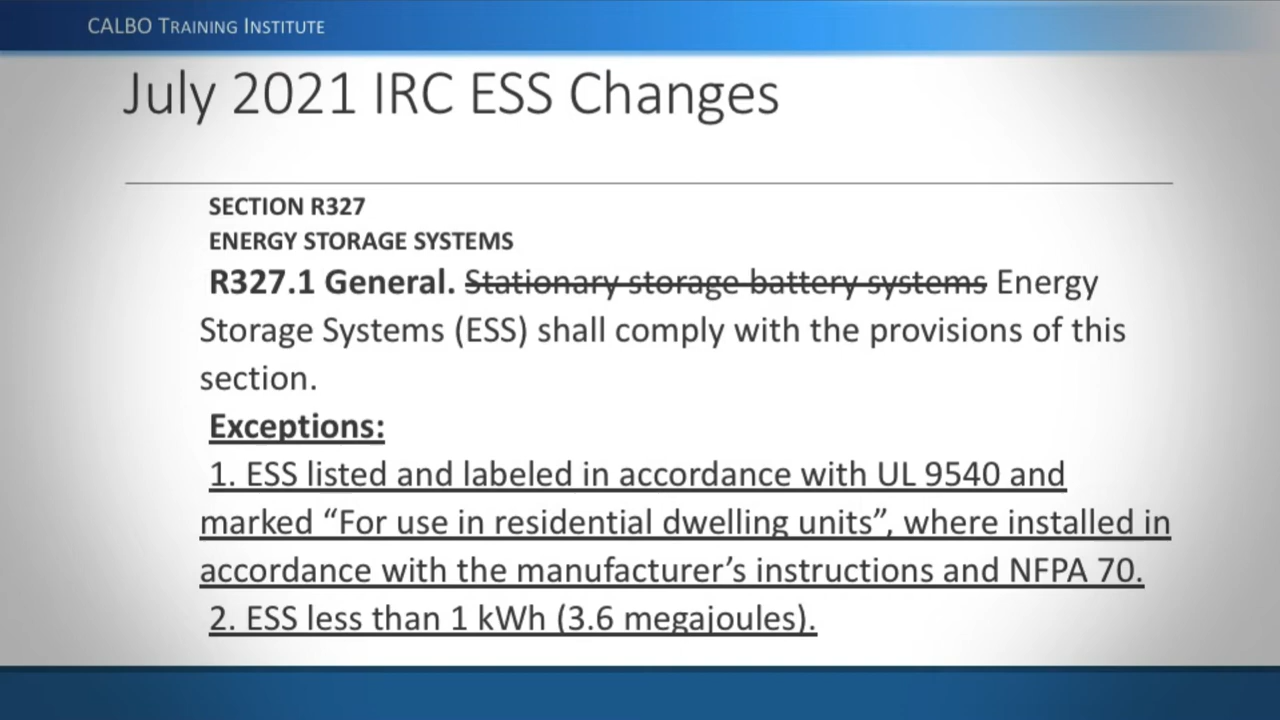 CALBO TRAINING INSTITUTE
July 2021 IRC ESS Changes
SECTION R327
ENERGY STORAGE SYSTEMS
R327.1 General. Stationary storage battery systems Energy
Storage Systems (ESS) shall comply with the provisions of this
section.
Exceptions:
1. ESS listed and labeled in accordance with UL 9540 and
marked “For use in residential dwelling units”, where installed in
accordance with the manufacturer’s instructions and NFPA 70.
2. ESS less than 1 kWh (3.6 megajoules).